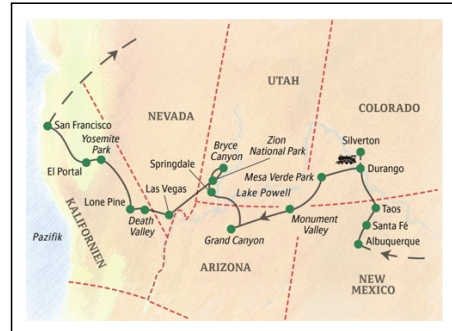 UTAH
COLORADO
NEVADA
San Francisco
Yosemite
Park
El Portal
Bryce
Canyon
Zion
National Park
Silverton
Springdale
Durango
Mesa Verde Park
Lake Powell
Las Vegas
Lone Pine
Death
Valley
Taos
Santa Fé
Albuquerque
Monument
Valley
Grand Canyon
KALIFORNIEN
Pazifik
ARIZONA
NEW
MEXICO